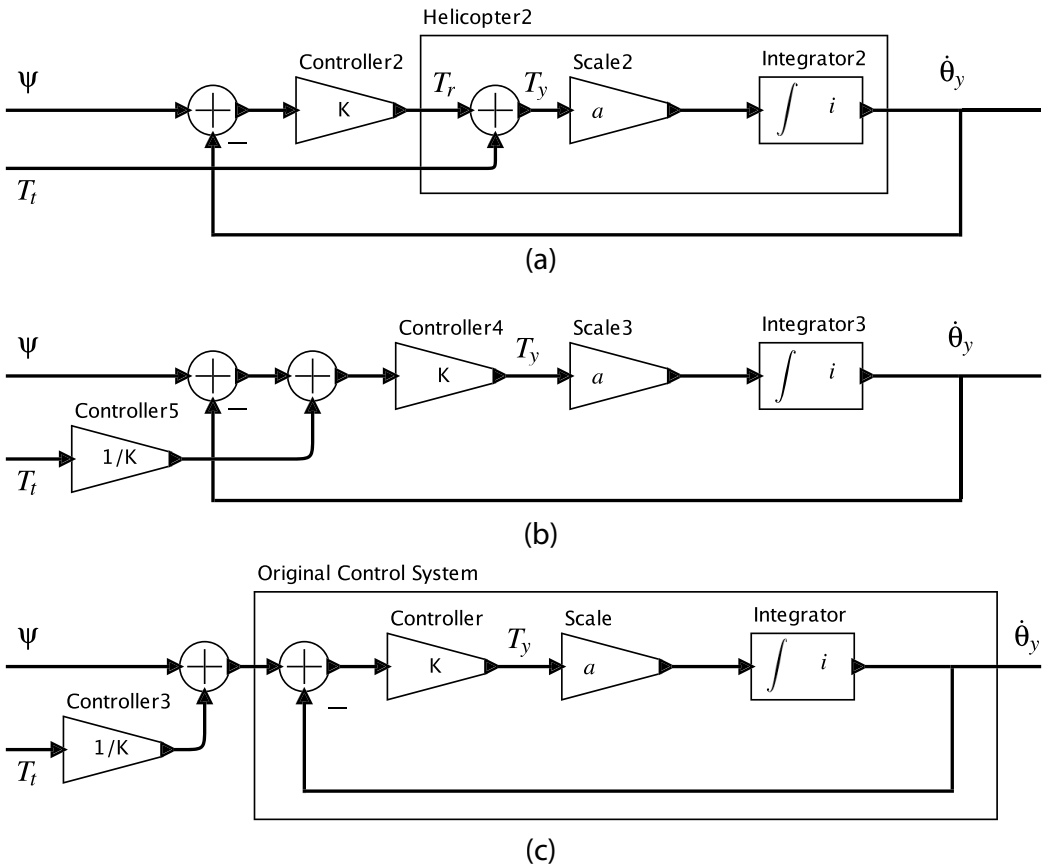 Helicopter2
Controller2
Scale2
Integrator2
ψ
T_r
T_y
θ̇_y
K
a
∫ i
−
T_t
(a)
Controller4
Scale3
Integrator3
ψ
T_y
θ̇_y
K
a
∫ i
−
Controller5
1/K
T_t
(b)
Original Control System
Controller
Scale
Integrator
ψ
T_y
θ̇_y
K
a
∫ i
−
Controller3
1/K
T_t
(c)